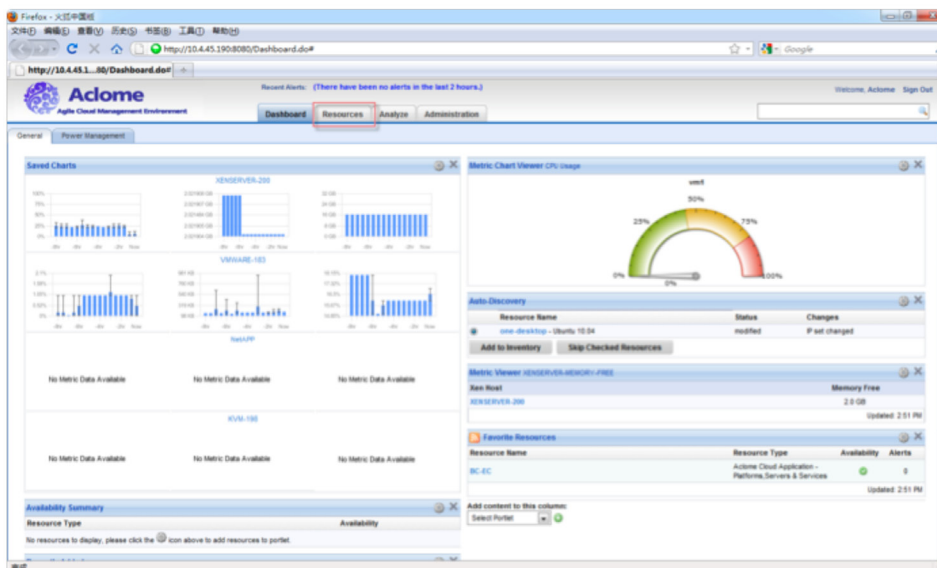 Firefox - 火狐中国版
文件(F) 编辑(E) 查看(V) 历史(S) 书签(B) 工具(T) 帮助(H)
http://10.4.45.190:8080/Dashboard.do#
Google
http://10.4.45.1...80/Dashboard.do#
Aclome
Agile Cloud Management Environment
Recent Alerts: (There have been no alerts in the last 2 hours.)
Welcome, Aclome Sign Out
Dashboard Resources Analyze Administration
General Power Management
Saved Charts
XENSERVER-200
VMWARE-183
NetAPP
No Metric Data Available No Metric Data Available No Metric Data Available
No Metric Data Available No Metric Data Available No Metric Data Available
Availability Summary
Resource Type Availability
No resources to display, please click the icon above to add resources to portlet.
Metric Chart Viewer CPU Usage
50%
25% 75%
0% 100%
0%
Auto-Discovery
Resource Name Status Changes
one-desktop - Ubuntu 10.04 modified IP set changed
Add to Inventory Skip Checked Resources
Metric Viewer XENSERVER-MEMORY-FREE
Xen Host Memory Free
XENSERVER-200 2.0 GB
Updated: 2:51 PM
Favorite Resources
Resource Name Resource Type Availability Alerts
BC-EC Aclome Cloud Application - 0
Platforms,Servers & Services
Updated: 2:51 PM
Add content to this column:
Select Portlet
完成